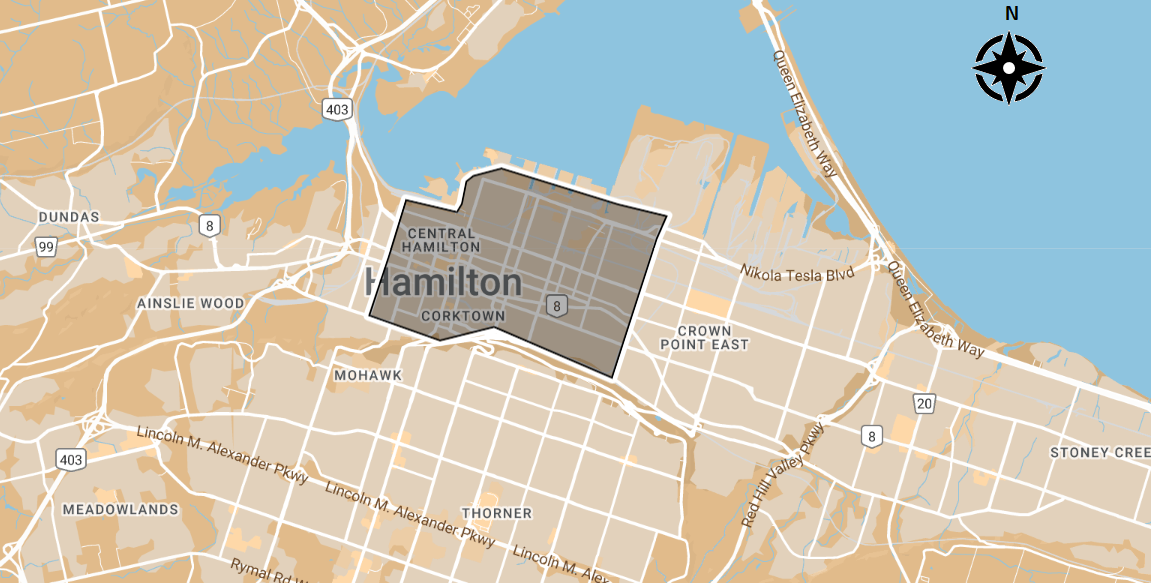 N
Queen Elizabeth Way
403
DUNDAS
8
99
CENTRAL
HAMILTON
Nikola Tesla Blvd
Hamilton
Queen Elizabeth Way
AINSLIE WOOD
8
CORKTOWN
CROWN
POINT EAST
MOHAWK
20
8
Lincoln M. Alexander Pkwy
403
STONEY CREE
Red Hill Valley Pkwy
Lincoln M. Alexander Pkwy
MEADOWLANDS
THORNER
Lincoln M. Alex
Rymal Rd W